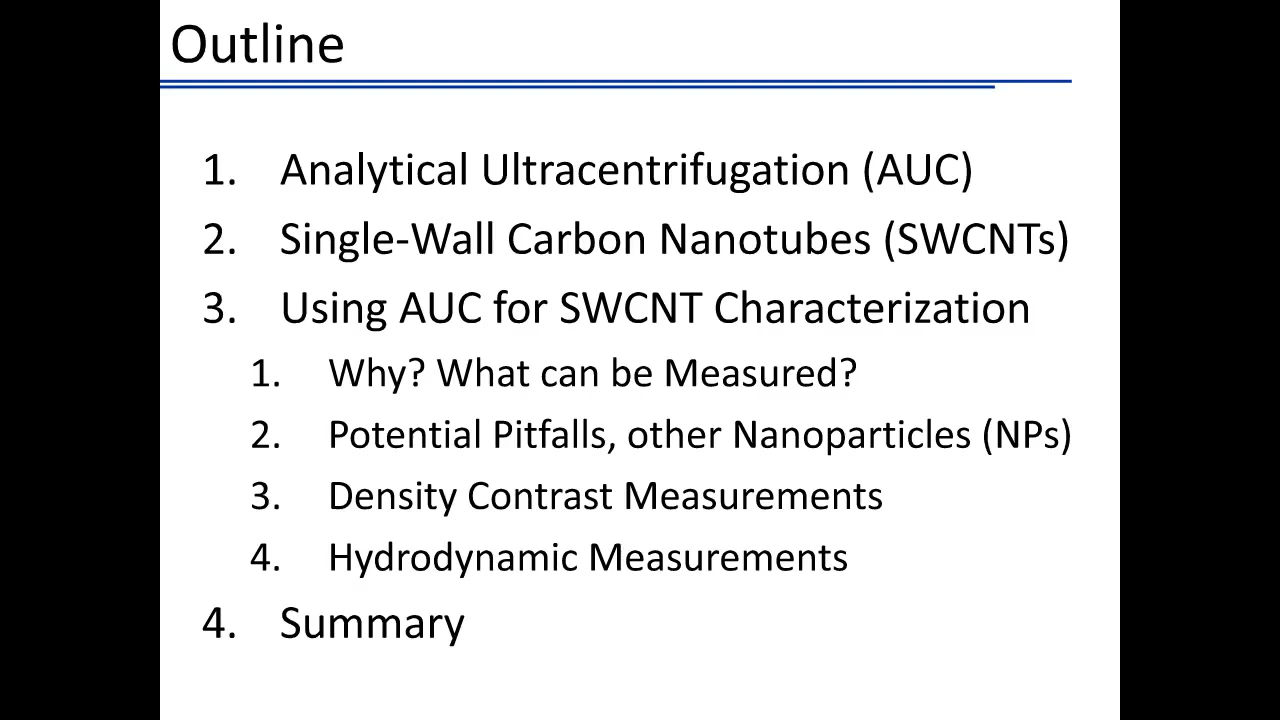 Outline
1. Analytical Ultracentrifugation (AUC)
2. Single-Wall Carbon Nanotubes (SWCNTs)
3. Using AUC for SWCNT Characterization
1. Why? What can be Measured?
2. Potential Pitfalls, other Nanoparticles (NPs)
3. Density Contrast Measurements
4. Hydrodynamic Measurements
4. Summary